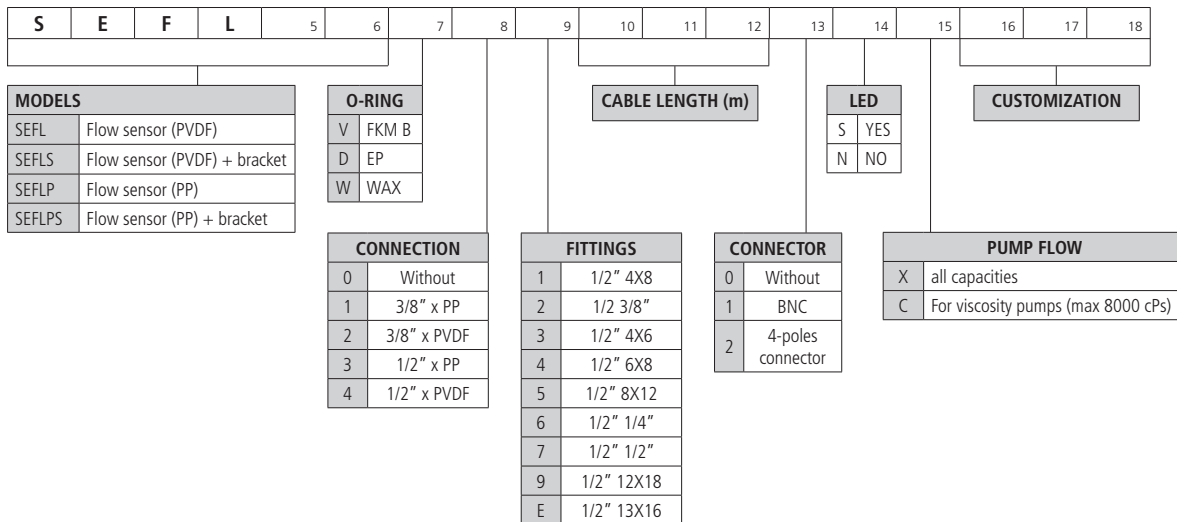 S E F L 5 6 7 8 9 10 11 12 13 14 15 16 17 18
MODELS
SEFL Flow sensor (PVDF)
SEFLS Flow sensor (PVDF) + bracket
SEFLP Flow sensor (PP)
SEFLPS Flow sensor (PP) + bracket
O-RING
V FKM B
D EP
W WAX
CABLE LENGTH (m)
LED
S YES
N NO
CUSTOMIZATION
CONNECTION
0 Without
1 3/8” x PP
2 3/8” x PVDF
3 1/2” x PP
4 1/2” x PVDF
FITTINGS
1 1/2” 4X8
2 1/2 3/8”
3 1/2” 4X6
4 1/2” 6X8
5 1/2” 8X12
6 1/2” 1/4”
7 1/2” 1/2”
9 1/2” 12X18
E 1/2” 13X16
CONNECTOR
0 Without
1 BNC
2 4-poles
connector
PUMP FLOW
X all capacities
C For viscosity pumps (max 8000 cPs)